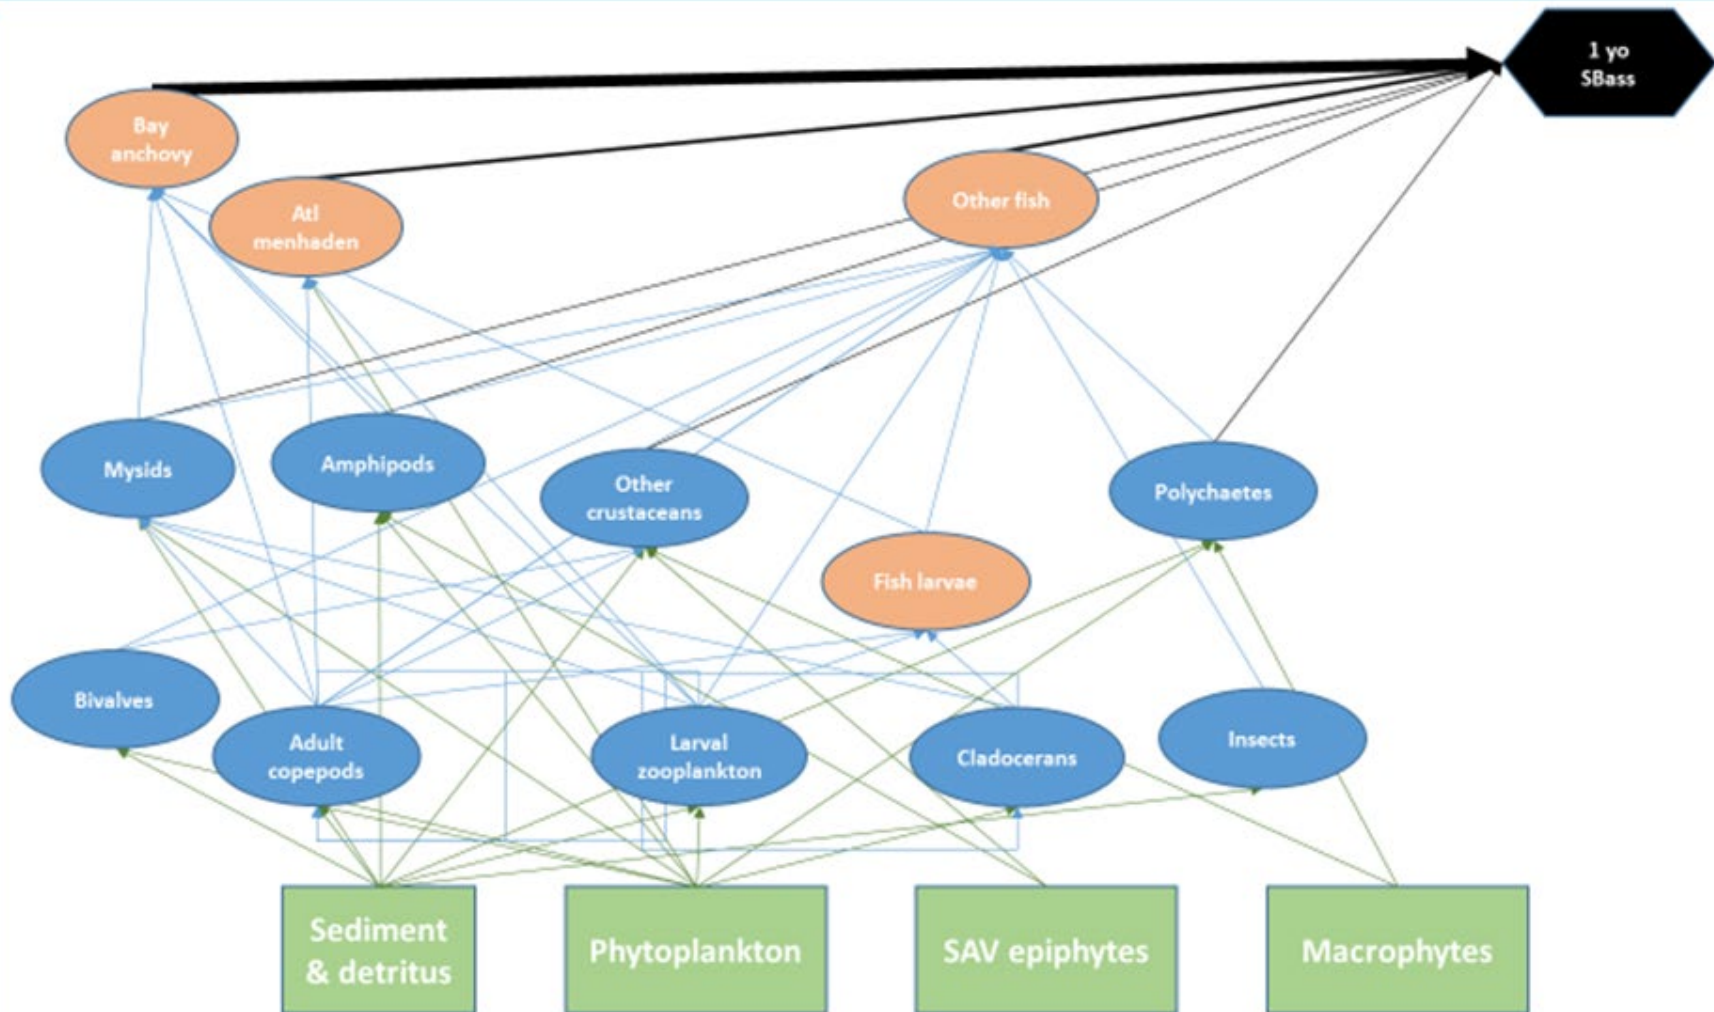 1 yo
SBass
Bay
anchovy
Atl
menhaden
Other fish
Mysids
Amphipods
Other
crustaceans
Polychaetes
Fish larvae
Bivalves
Adult
copepods
Larval
zooplankton
Cladocerans
Insects
Sediment
& detritus
Phytoplankton
SAV epiphytes
Macrophytes